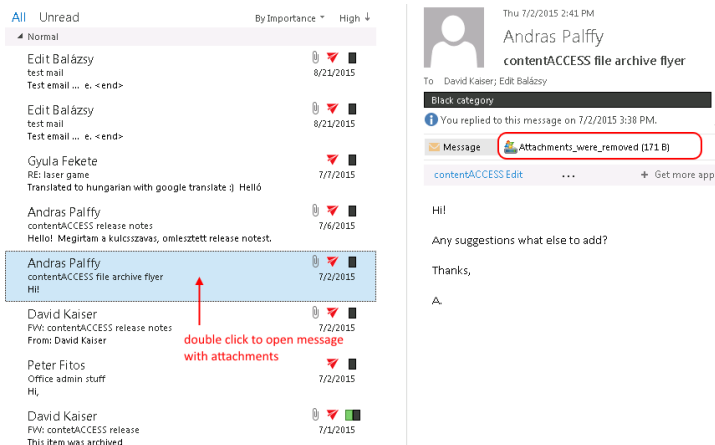 All Unread By Importance High
Normal
Edit Balázsy
test mail 8/21/2015
Test email ... e. <end>
Edit Balázsy
test mail 8/21/2015
Test email ... e. <end>
Gyula Fekete
RE: laser game 7/7/2015
Translated to hungarian with google translate :) Helló
Andras Palffy
contentACCESS release notes 7/6/2015
Hello! Megirtam a kulcsszavas, omlesztett release notest.
Andras Palffy
contentACCESS file archive flyer 7/2/2015
Hi!
David Kaiser
FW: contentACCESS release notes 7/2/2015
From: David Kaiser
double click to open message
with attachments
Peter Fitos
Office admin stuff 7/2/2015
Hi,
David Kaiser
FW: contetACCESS release 7/1/2015
This item was archived
Thu 7/2/2015 2:41 PM
Andras Palffy
contentACCESS file archive flyer
To David Kaiser; Edit Balázsy
Black category
You replied to this message on 7/2/2015 3:38 PM.
Message Attachments_were_removed (171 B)
contentACCESS Edit ... + Get more app
Hi!
Any suggestions what else to add?
Thanks,
A.